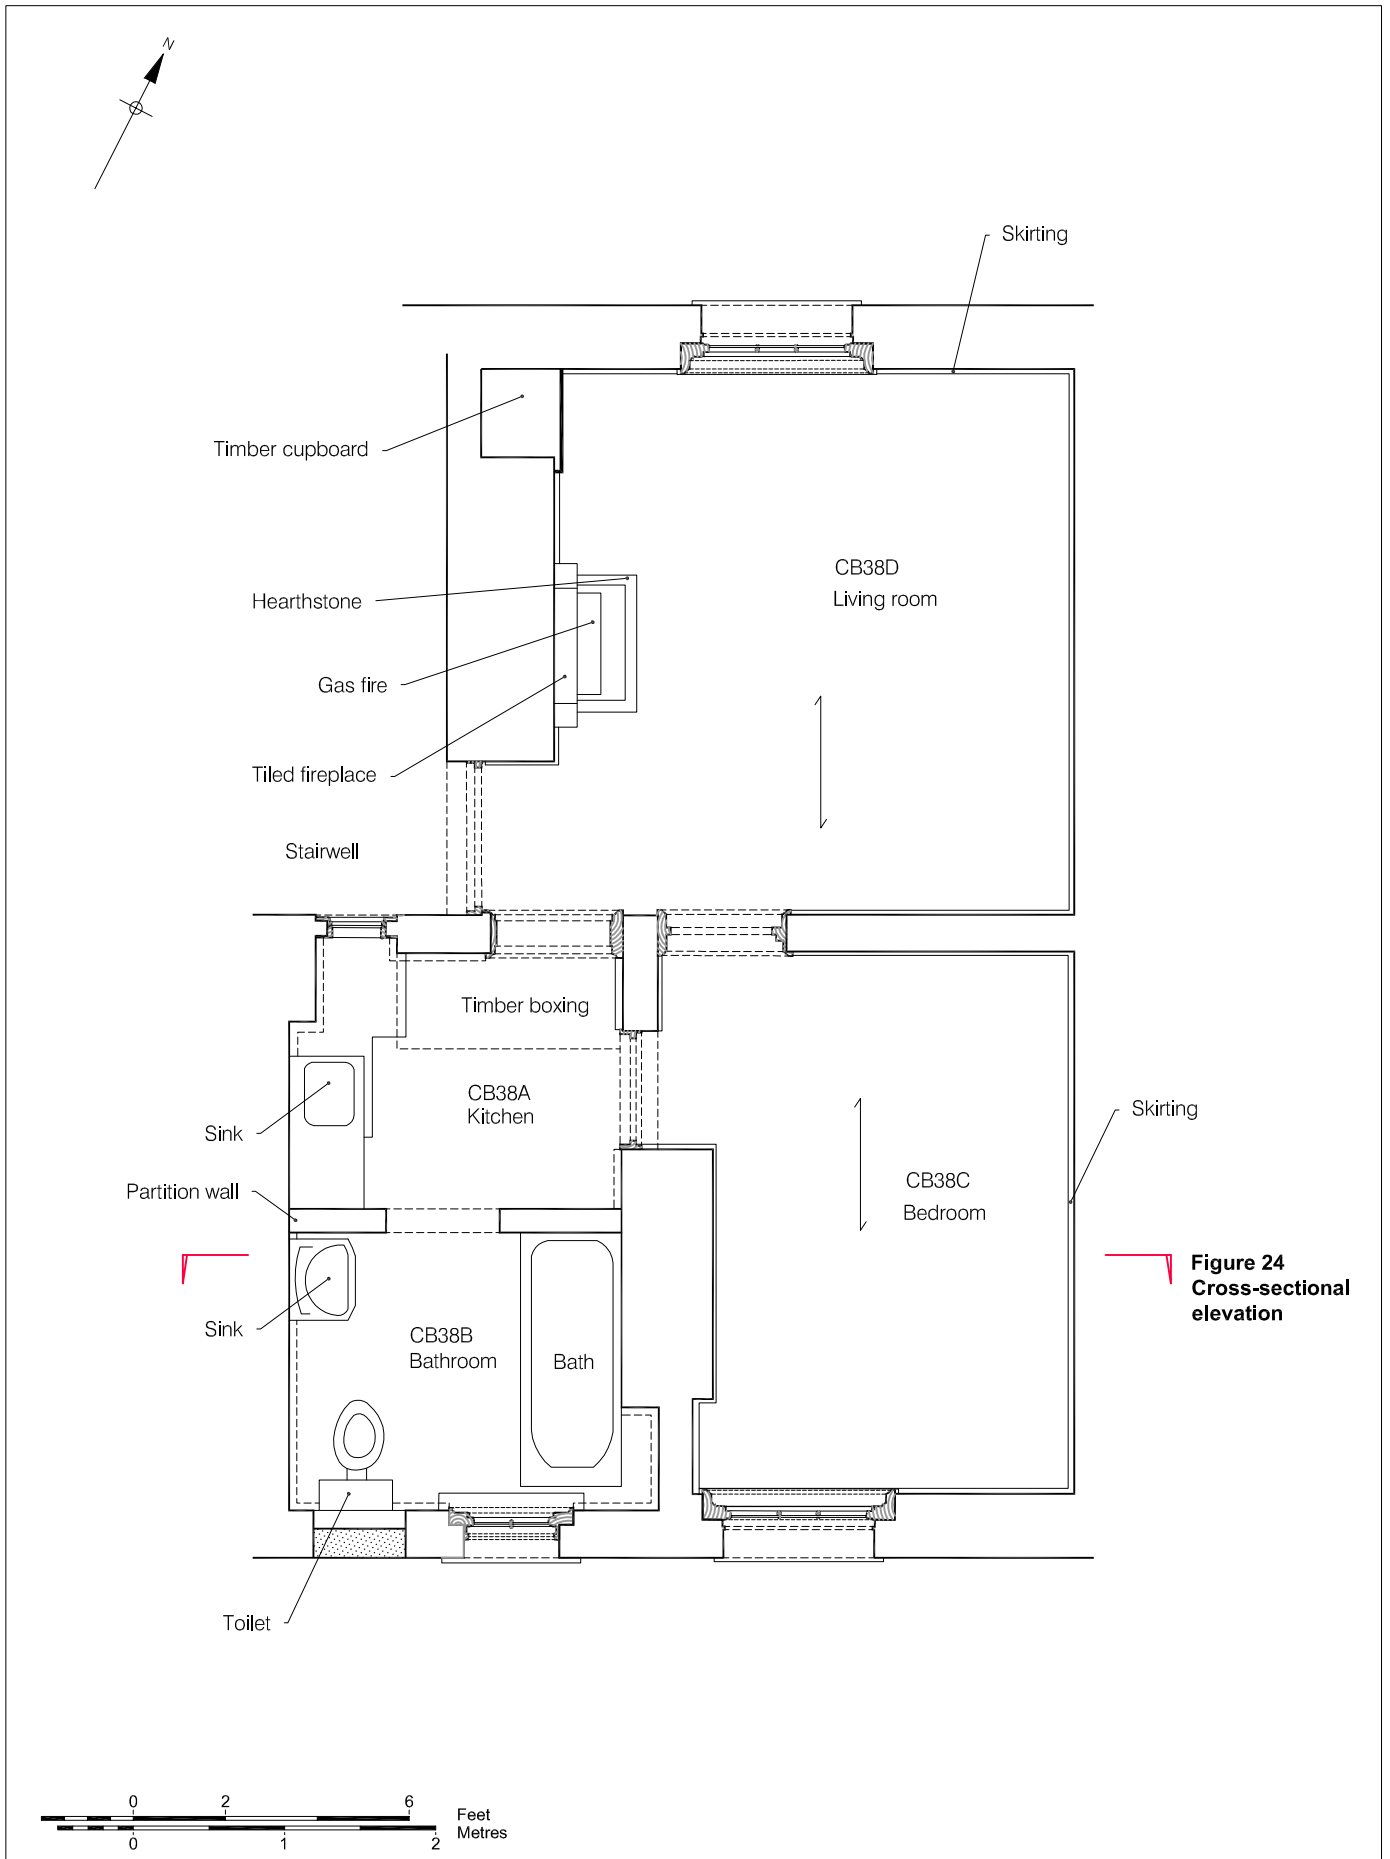 N
Skirting
Timber cupboard
CB38D
Living room
Hearthstone
Gas fire
Tiled fireplace
Stairwell
Timber boxing
CB38A
Kitchen
Sink
Skirting
Partition wall
CB38C
Bedroom
Figure 24
Cross-sectional
elevation
Sink
CB38B
Bathroom
Bath
Toilet
0 2 6 Feet
Metres
0 1 2